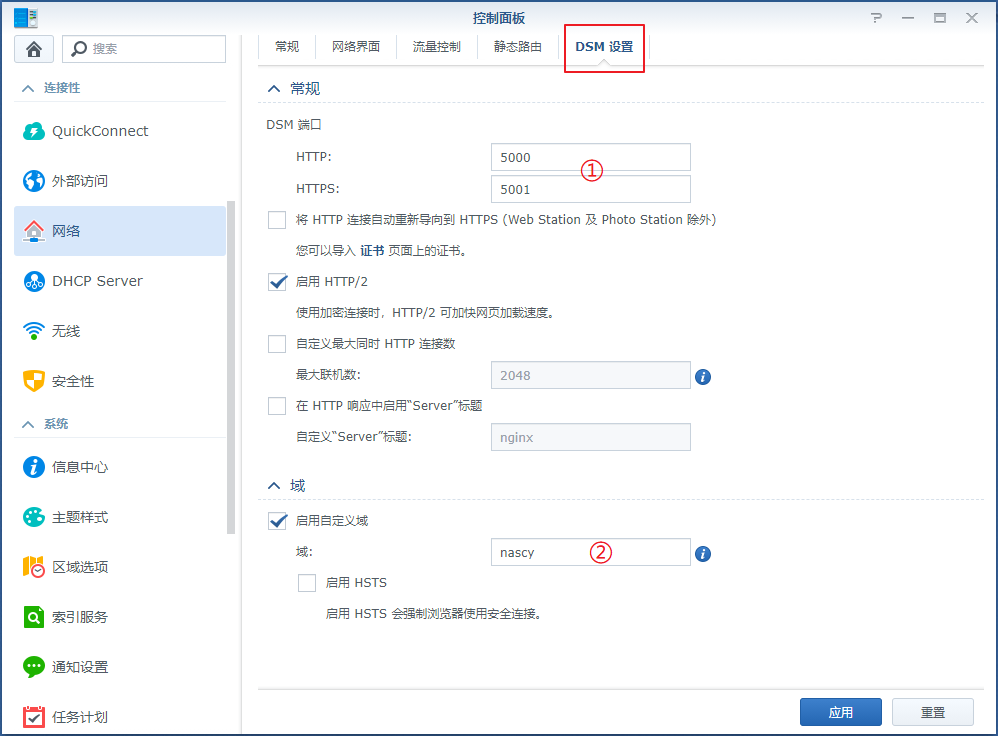 控制面板
搜索
连接性
QuickConnect
外部访问
网络
DHCP Server
无线
安全性
系统
信息中心
主题样式
区域选项
索引服务
通知设置
任务计划
常规 网络界面 流量控制 静态路由 DSM 设置
常规
DSM 端口
HTTP: 5000
①
HTTPS: 5001
将 HTTP 连接自动重新导向到 HTTPS (Web Station 及 Photo Station 除外)
您可以导入 证书 页面上的证书。
启用 HTTP/2
使用加密连接时，HTTP/2 可加快网页加载速度。
自定义最大同时 HTTP 连接数
最大联机数: 2048
在 HTTP 响应中启用“Server”标题
自定义“Server”标题: nginx
域
启用自定义域
域: nascy ②
启用 HSTS
启用 HSTS 会强制浏览器使用安全连接。
应用 重置